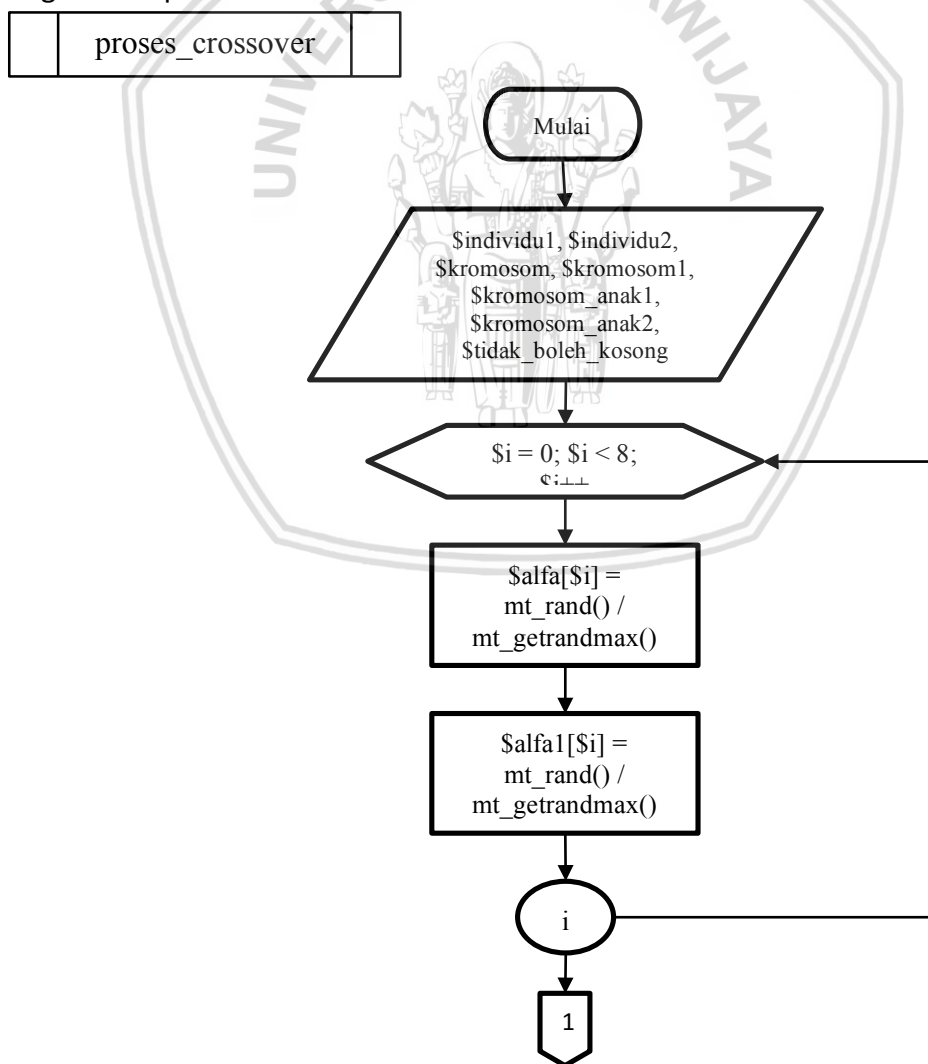 proses_crossover
Mulai
$individu1, $individu2,
$kromosom, $kromosom1,
$kromosom_anak1,
$kromosom_anak2,
$tidak_boleh_kosong
$i = 0; $i < 8;
$i++
$alfa[$i] =
mt_rand() /
mt_getrandmax()
$alfa1[$i] =
mt_rand() /
mt_getrandmax()
i
1